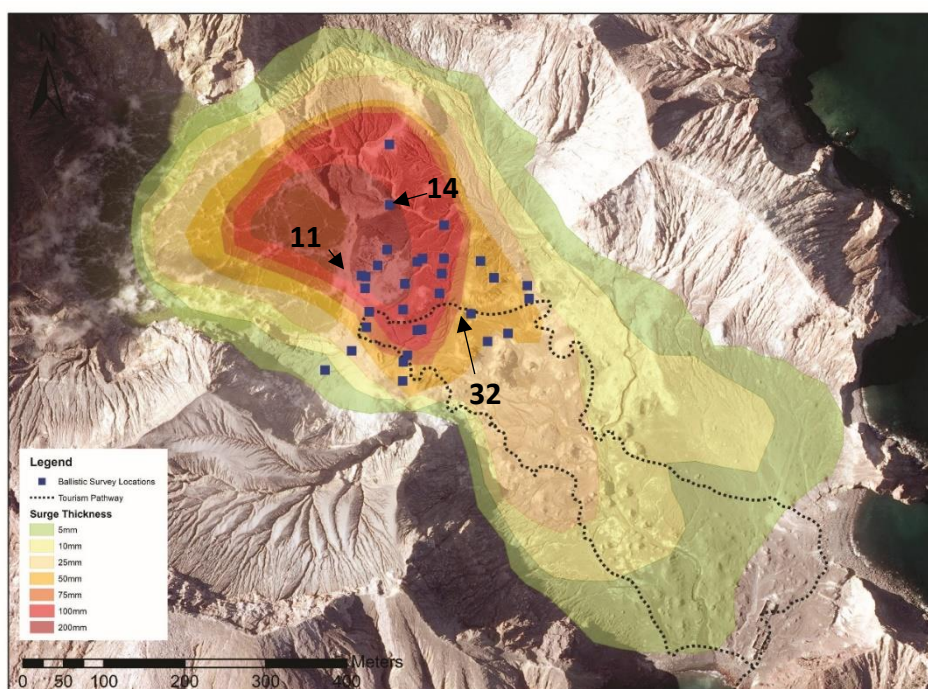 N
14
11
32
Legend
Ballistic Survey Locations
Tourism Pathway
Surge Thickness
5mm
10mm
25mm
50mm
75mm
100mm
200mm
Meters
0 50 100 200 300 400